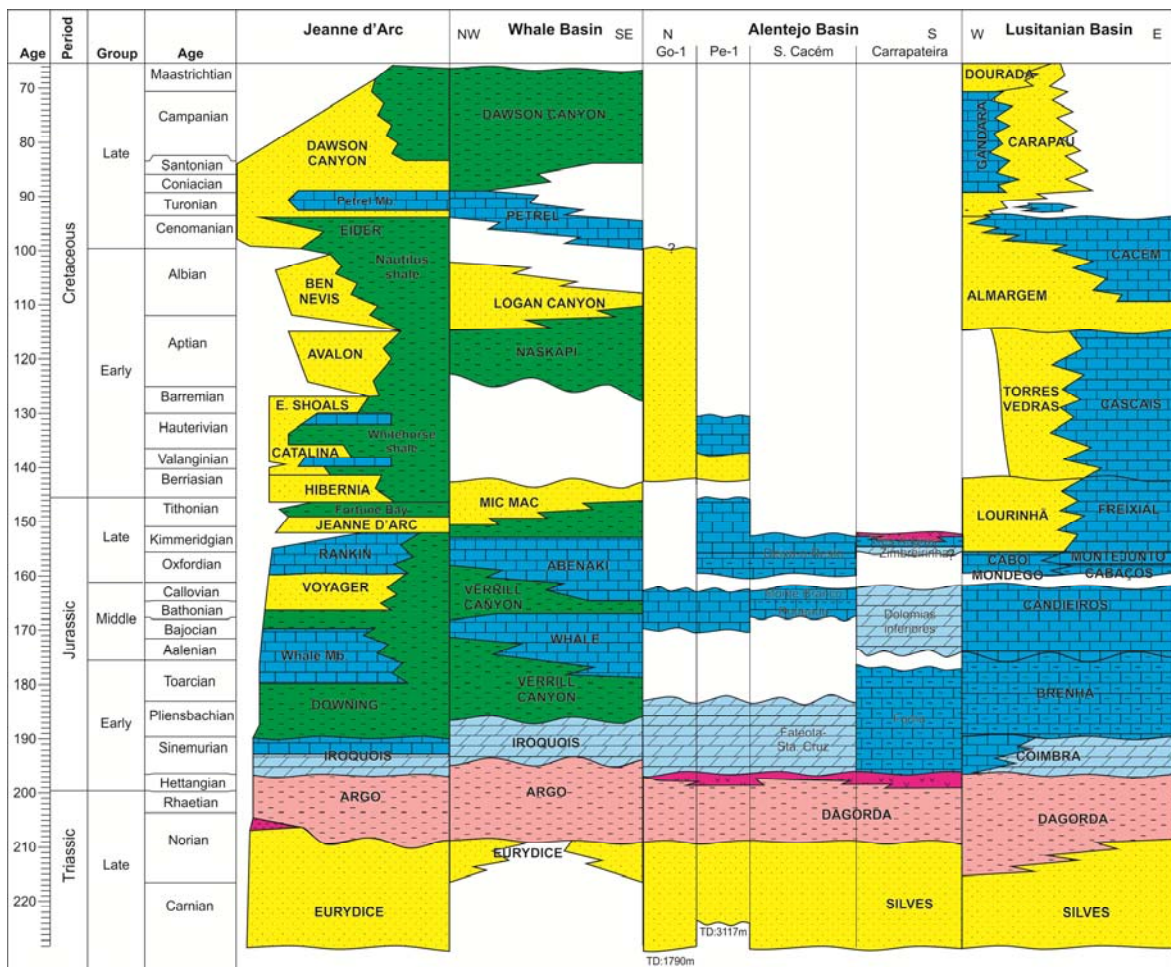 Jeanne d'Arc
Whale Basin
Alentejo Basin
Lusitanian Basin
NW
SE
N
S
W
E
Age
Period
Group
Age
Go-1
Pe-1
S. Cacém
Carrapateira
70
80
90
100
110
120
130
140
150
160
170
180
190
200
210
220
Cretaceous
Jurassic
Triassic
Late
Early
Late
Middle
Early
Late
Maastrichtian
Campanian
Santonian
Coniacian
Turonian
Cenomanian
Albian
Aptian
Barremian
Hauterivian
Valanginian
Berriasian
Tithonian
Kimmeridgian
Oxfordian
Callovian
Bathonian
Bajocian
Aalenian
Toarcian
Pliensbachian
Sinemurian
Hettangian
Rhaetian
Norian
Carnian
DAWSON
CANYON
Petrel Mb.
EIDER
Nautilus
shale
BEN
NEVIS
AVALON
E. SHOALS
Whitehorse
shale
CATALINA
HIBERNIA
Fortune Bay
JEANNE D'ARC
RANKIN
VOYAGER
Whale Mb
DOWNING
IROQUOIS
ARGO
EURYDICE
DAWSON CANYON
PETREL
LOGAN CANYON
NASKAPI
MIC MAC
ABENAKI
VERRILL
CANYON
WHALE
VERRILL
CANYON
IROQUOIS
ARGO
EURYDICE
?
Zimbreirinha
?
Dolomias
inferiores
Fateota-
Sta. Cruz
DAGORDA
SILVES
TD:3117m
TD:1790m
DOURADA
GANDARA
CARAPAU
CACÉM
ALMARGEM
TORRES
VEDRAS
CASCAIS
LOURINHÃ
FREIXIAL
CABO
MONDEGO
MONTEJUNTO
CABAÇOS
CANDIEIROS
BRENHA
COIMBRA
DAGORDA
SILVES